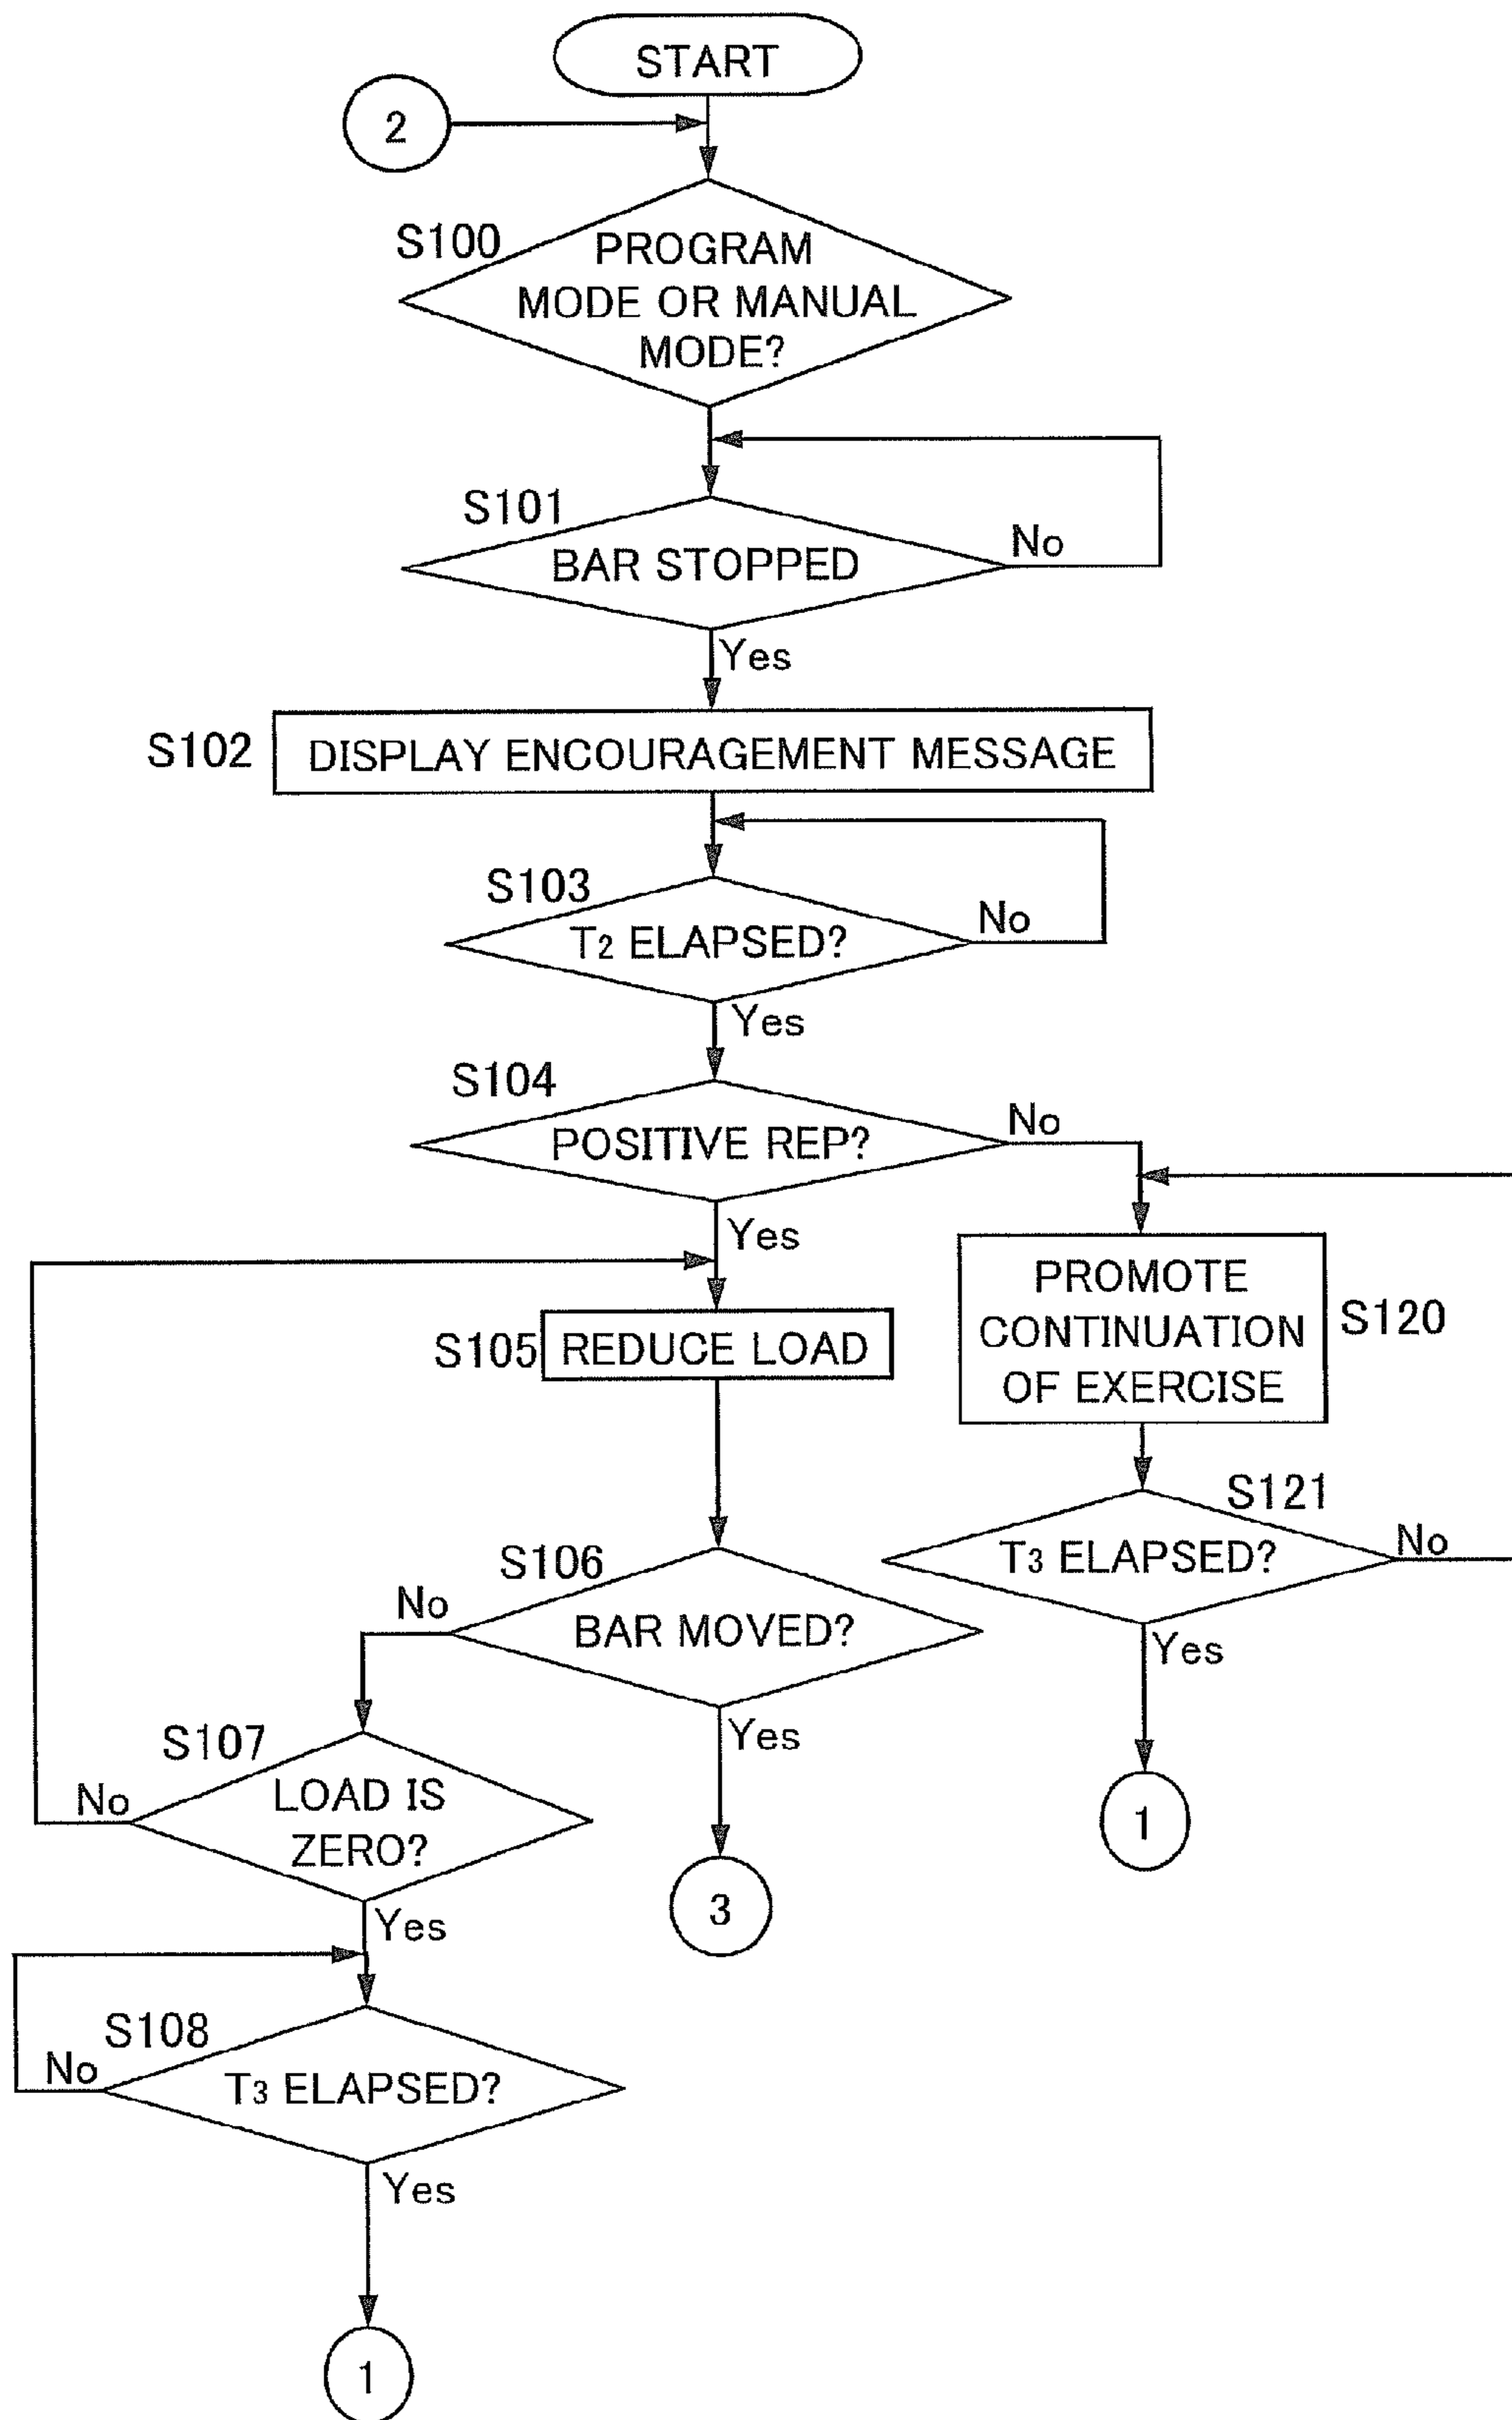 START
2
S100
PROGRAM
MODE OR MANUAL
MODE?
S101
BAR STOPPED
No
Yes
S102
DISPLAY ENCOURAGEMENT MESSAGE
S103
T2 ELAPSED?
No
Yes
S104
POSITIVE REP?
No
Yes
S105
REDUCE LOAD
PROMOTE
CONTINUATION
OF EXERCISE
S120
S121
T3 ELAPSED?
No
Yes
1
S106
BAR MOVED?
No
Yes
3
S107
LOAD IS
ZERO?
No
Yes
S108
T3 ELAPSED?
No
Yes
1